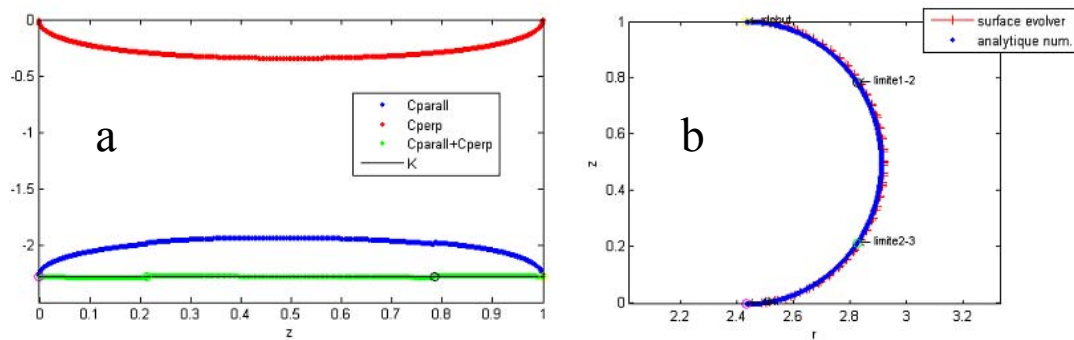 0
-0.5
-1
-1.5
-2
0 0.1 0.2 0.3 0.4 0.5 0.6 0.7 0.8 0.9 1
z
a
Cparall
Cperp
Cparall+Cperp
K
1
0.8
0.6
0.4
0.2
0
z
b
surface evolver
analytique num.
limite1-2
limite2-3
2.2 2.4 2.6 2.8 3 3.2
r